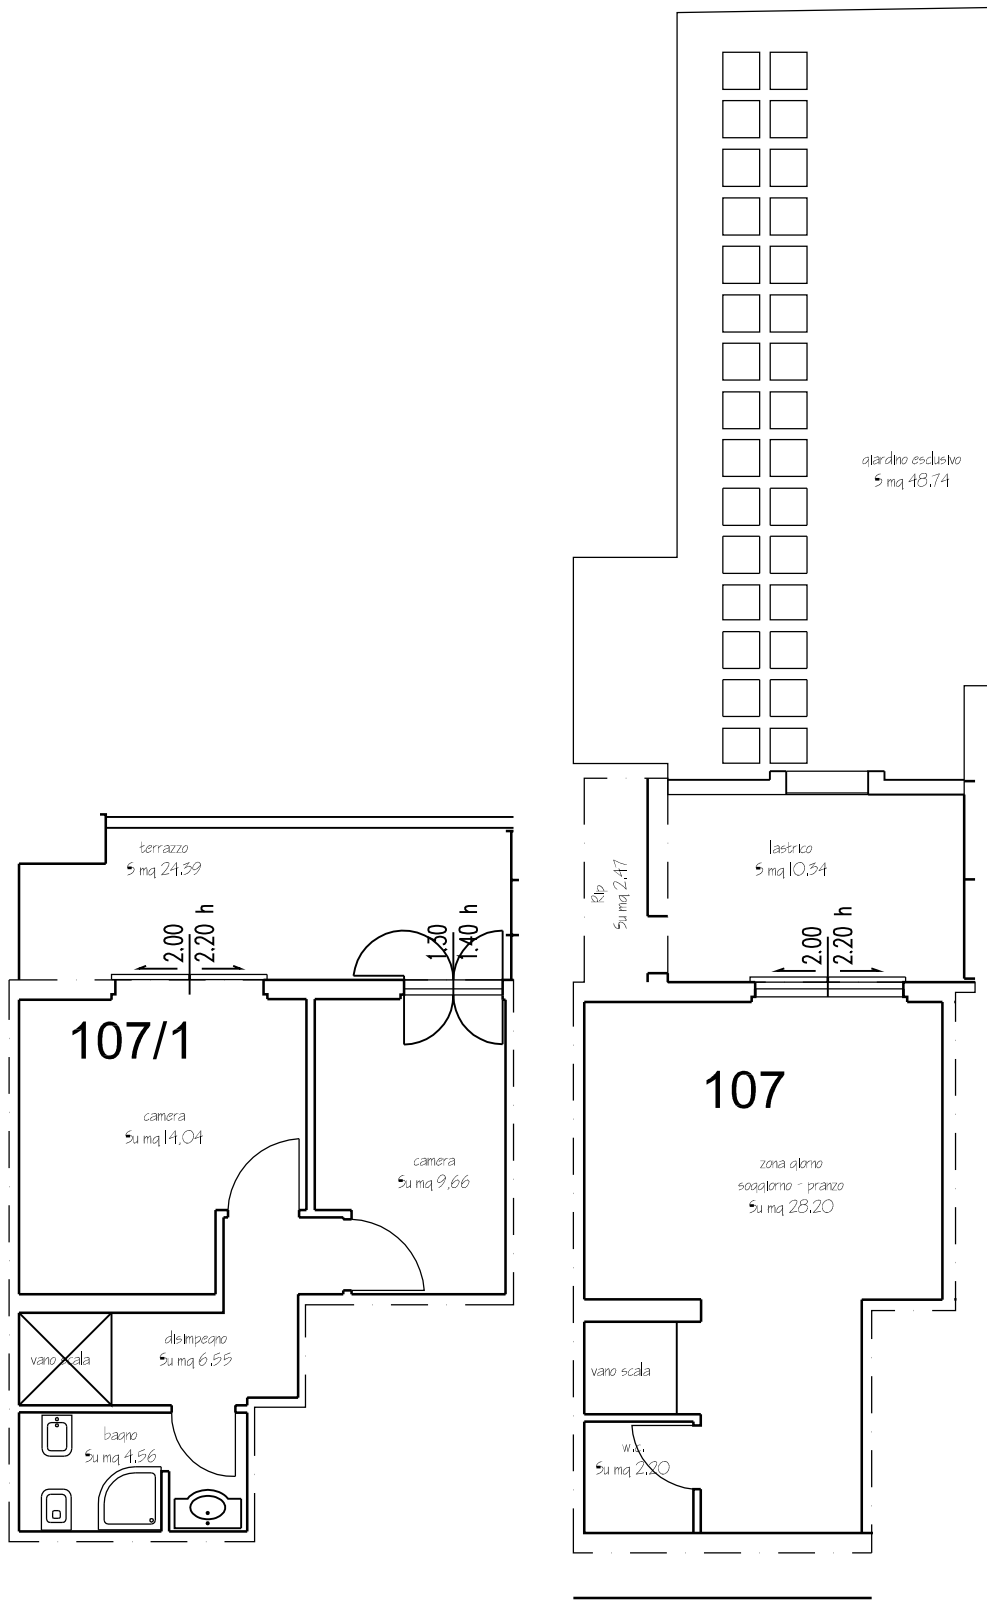 giardino esclusivo
S mq 48.74
terrazzo
S mq 24.39
2.00
2.20 h
1.30
1.40 h
107/1
camera
Su mq 14,04
camera
Su mq 9,66
disimpegno
Su mq 6.55
vano scala
bagno
Su mq 4.56
Rip
Su mq 2.47
lastrico
S mq 10.34
2.00
2.20 h
107
zona giorno
soggiorno - pranzo
Su mq 28.20
vano scala
w.c.
Su mq 2.20